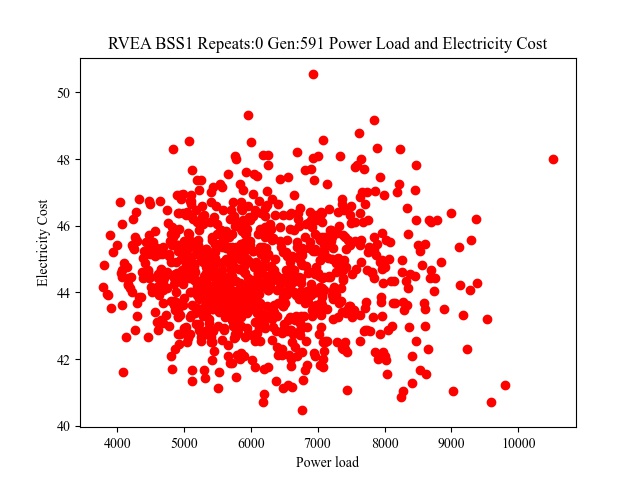 RVEA BSS1 Repeats:0 Gen:591 Power Load and Electricity Cost
50
48
46
44
42
40
Electricity Cost
4000 5000 6000 7000 8000 9000 10000
Power load